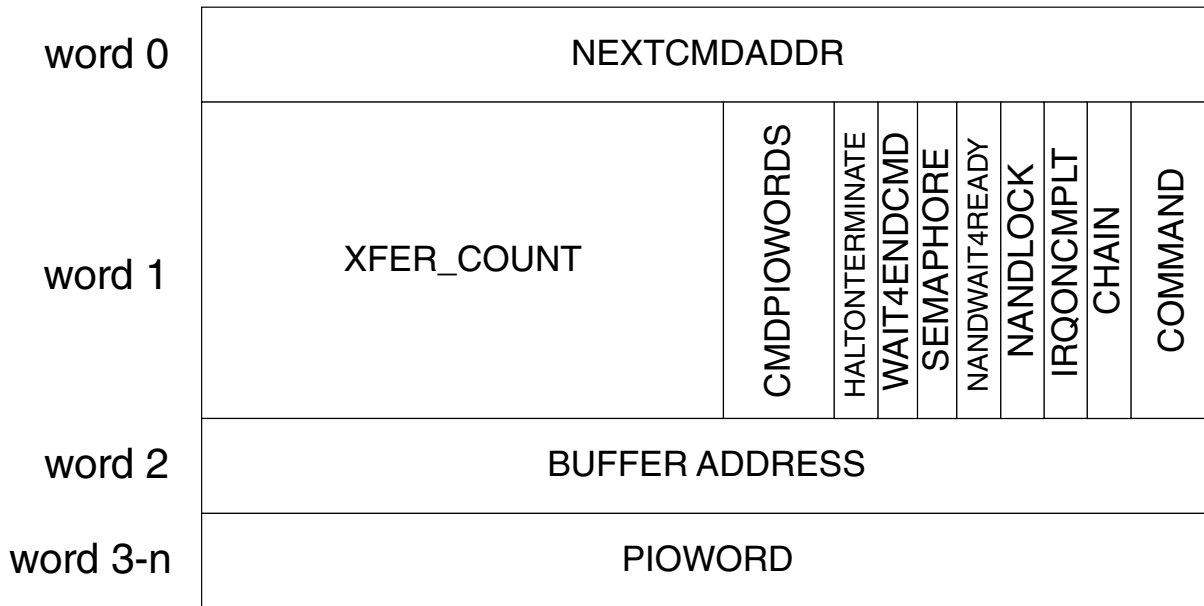 word 0
NEXTCMDADDR
word 1
XFER_COUNT
CMDPIOWORDS
HALTONTERMINATE
WAIT4ENDCMD
SEMAPHORE
NANDWAIT4READY
NANDLOCK
IRQONCMPLT
CHAIN
COMMAND
word 2
BUFFER ADDRESS
word 3-n
PIOWORD